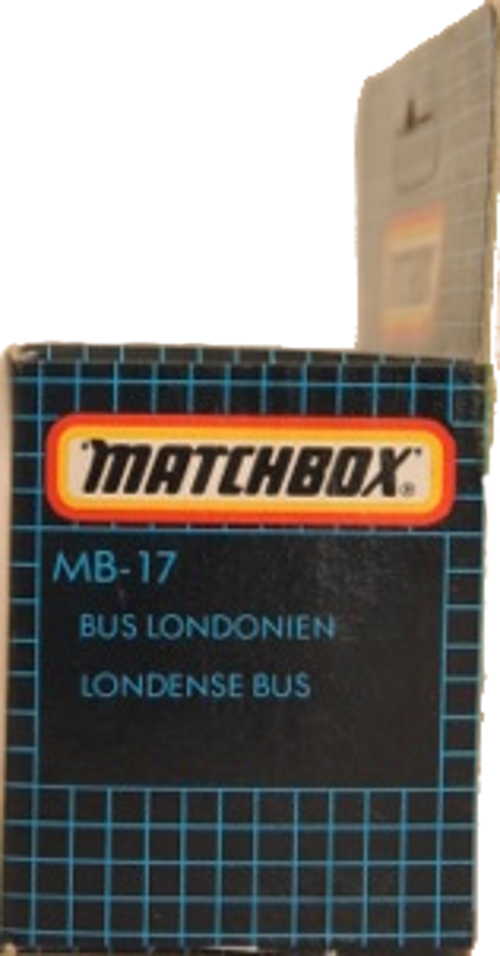 "MATCHBOX"®
MB-17
BUS LONDONIEN
LONDENSE BUS